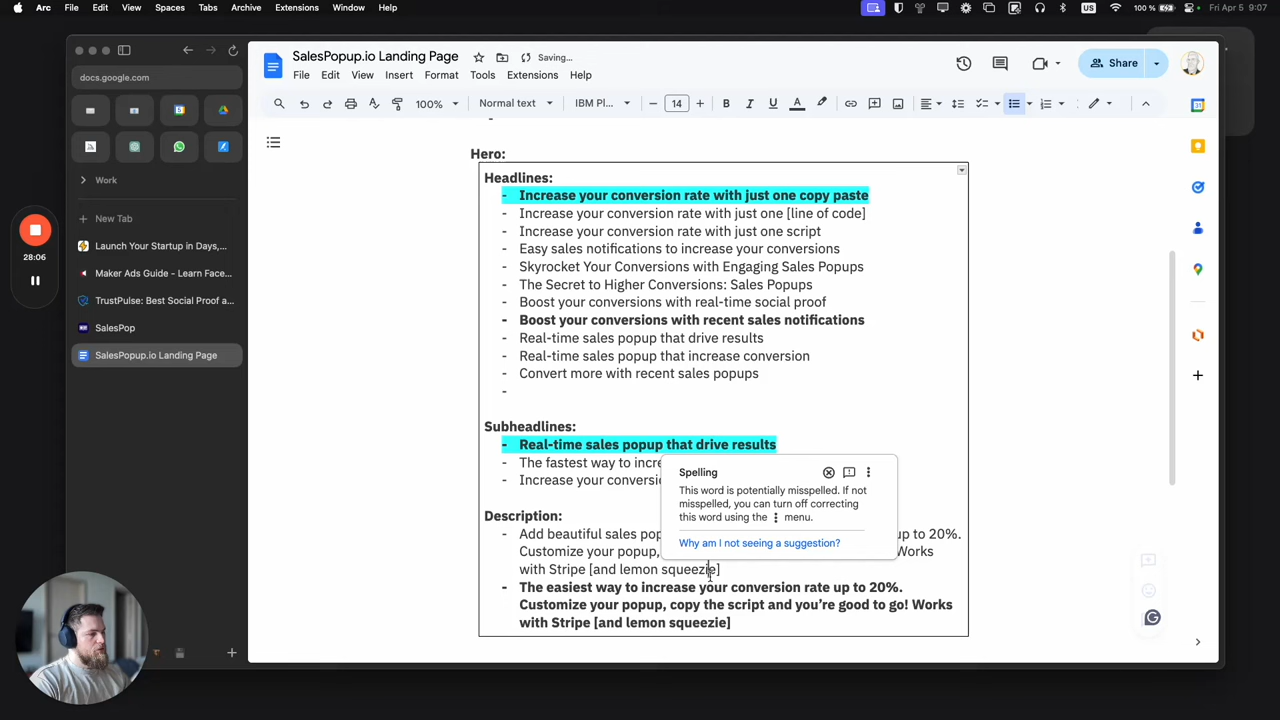 Arc File Edit View Spaces Tabs Archive Extensions Window Help
US 100 % Fri Apr 5 9:07
docs.google.com
Work
New Tab
Launch Your Startup in Days,...
Maker Ads Guide - Learn Face...
TrustPulse: Best Social Proof a...
SalesPop
SalesPopup.io Landing Page
28:06
SalesPopup.io Landing Page
Saving...
File Edit View Insert Format Tools Extensions Help
Share
100% Normal text IBM Pl... 14 B I U A
Hero:
Headlines:
- Increase your conversion rate with just one copy paste
- Increase your conversion rate with just one [line of code]
- Increase your conversion rate with just one script
- Easy sales notifications to increase your conversions
- Skyrocket Your Conversions with Engaging Sales Popups
- The Secret to Higher Conversions: Sales Popups
- Boost your conversions with real-time social proof
- Boost your conversions with recent sales notifications
- Real-time sales popup that drive results
- Real-time sales popup that increase conversion
- Convert more with recent sales popups
-
Subheadlines:
- Real-time sales popup that drive results
- The fastest way to incre
- Increase your conversi
Spelling
This word is potentially misspelled. If not
misspelled, you can turn off correcting
this word using the ⋮ menu.
Why am I not seeing a suggestion?
Description:
- Add beautiful sales pop up to 20%.
Customize your popup, Works
with Stripe [and lemon squeezie]
- The easiest way to increase your conversion rate up to 20%.
Customize your popup, copy the script and you're good to go! Works
with Stripe [and lemon squeezie]